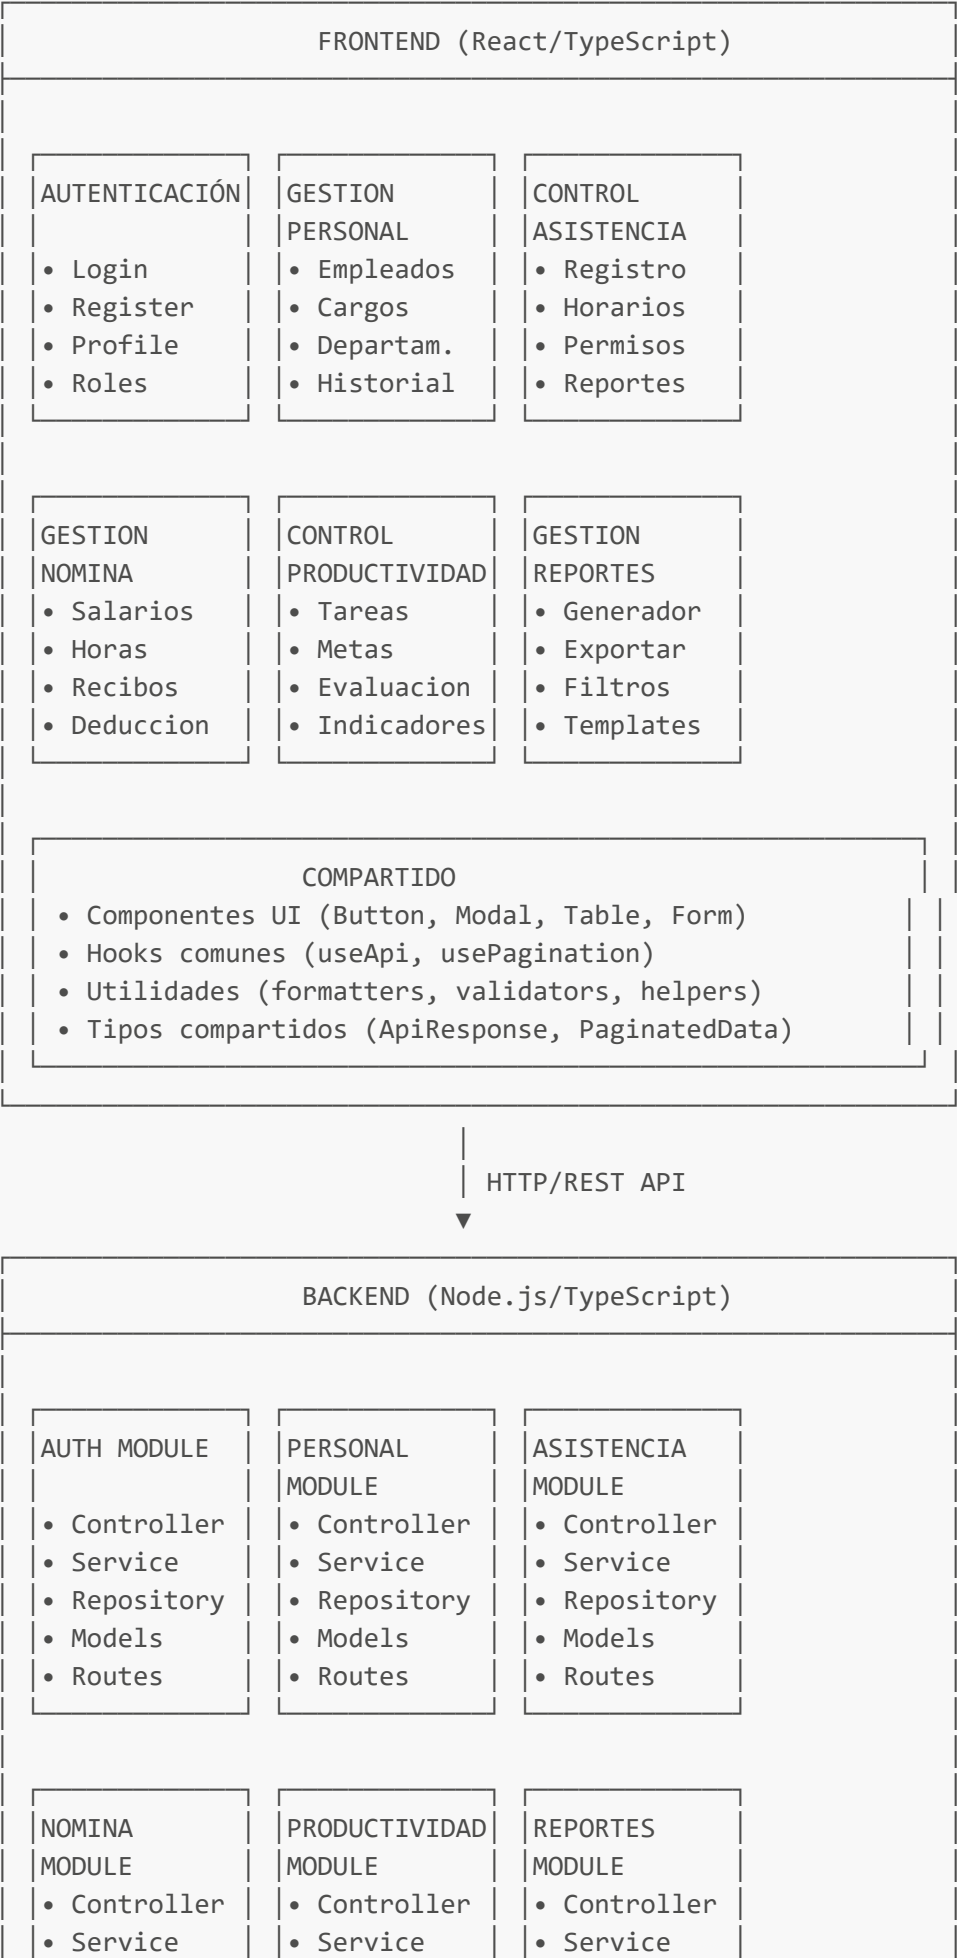 FRONTEND (React/TypeScript)
AUTENTICACIÓN GESTION CONTROL
PERSONAL ASISTENCIA
• Login • Empleados • Registro
• Register • Cargos • Horarios
• Profile • Departam. • Permisos
• Roles • Historial • Reportes
GESTION CONTROL GESTION
NOMINA PRODUCTIVIDAD REPORTES
• Salarios • Tareas • Generador
• Horas • Metas • Exportar
• Recibos • Evaluacion • Filtros
• Deduccion • Indicadores • Templates
COMPARTIDO
• Componentes UI (Button, Modal, Table, Form)
• Hooks comunes (useApi, usePagination)
• Utilidades (formatters, validators, helpers)
• Tipos compartidos (ApiResponse, PaginatedData)
HTTP/REST API
BACKEND (Node.js/TypeScript)
AUTH MODULE PERSONAL ASISTENCIA
MODULE MODULE
• Controller • Controller • Controller
• Service • Service • Service
• Repository • Repository • Repository
• Models • Models • Models
• Routes • Routes • Routes
NOMINA PRODUCTIVIDAD REPORTES
MODULE MODULE MODULE
• Controller • Controller • Controller
• Service • Service • Service